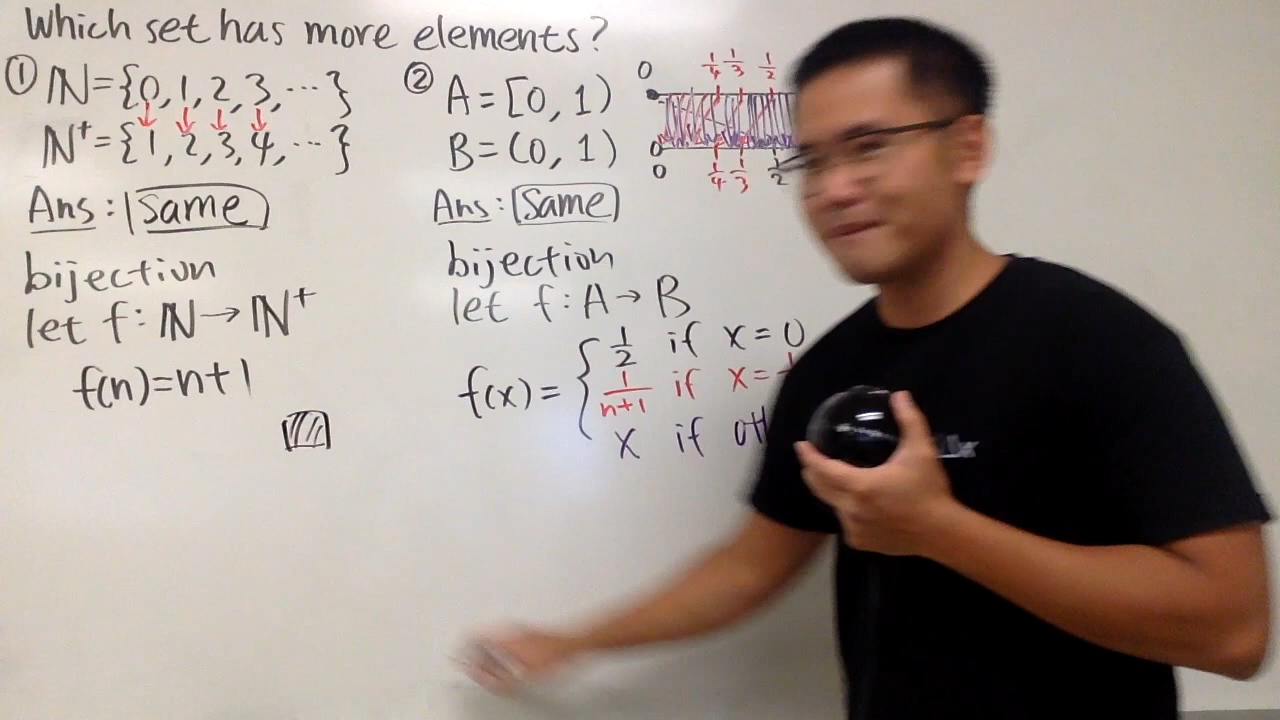 Which set has more elements?
① ℕ={0,1,2,3,⋯}
ℕ⁺={1,2,3,4,⋯}
Ans: Same
bijection
let f: ℕ→ℕ⁺
f(n)=n+1
② A=[0,1)
B=(0,1)
0 1/4 1/3 1/2
0 1/4 1/3 1/2
Ans: Same
bijection
let f: A→B
f(x)= { 1/2 if x=0
1/(n+1) if x=
x if